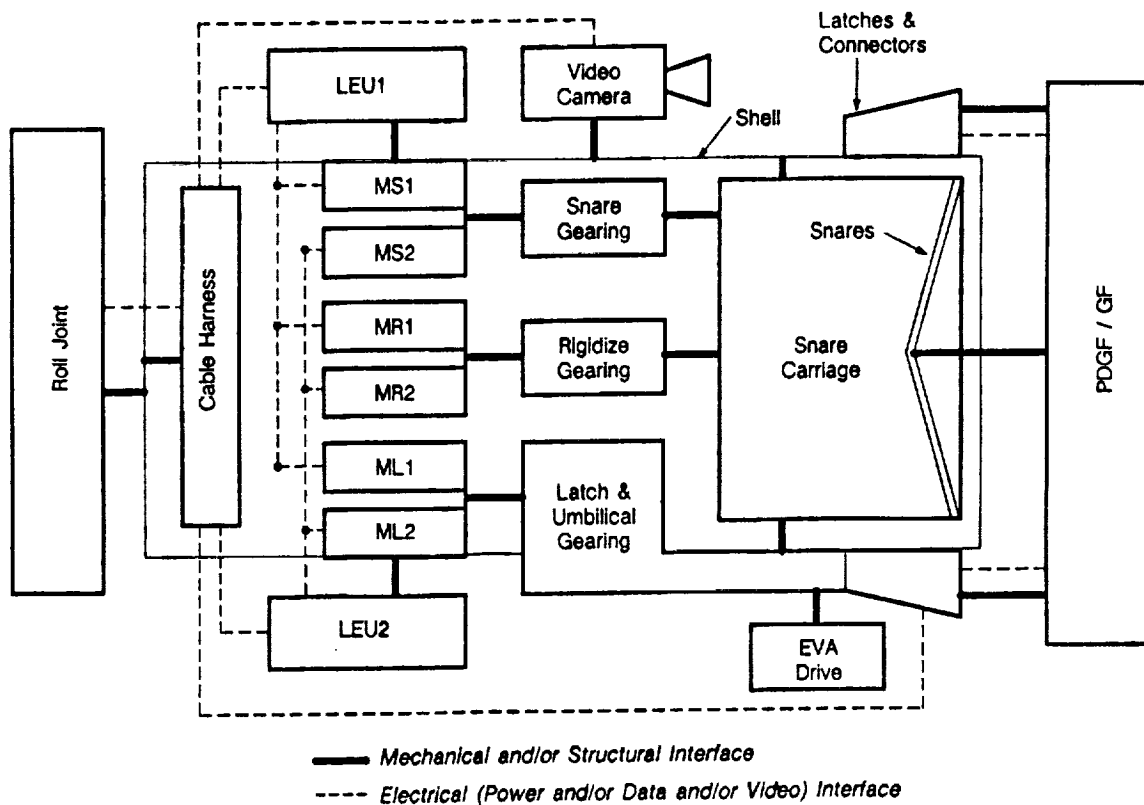 Latches &
Connectors
LEU1
Video
Camera
Shell
MS1
Snare
Gearing
MS2
Snares
Roll Joint
Cable Harness
MR1
Rigidize
Gearing
Snare
Carriage
PDGF / GF
MR2
ML1
Latch &
Umbilical
Gearing
ML2
LEU2
EVA
Drive
Mechanical and/or Structural Interface
Electrical (Power and/or Data and/or Video) Interface